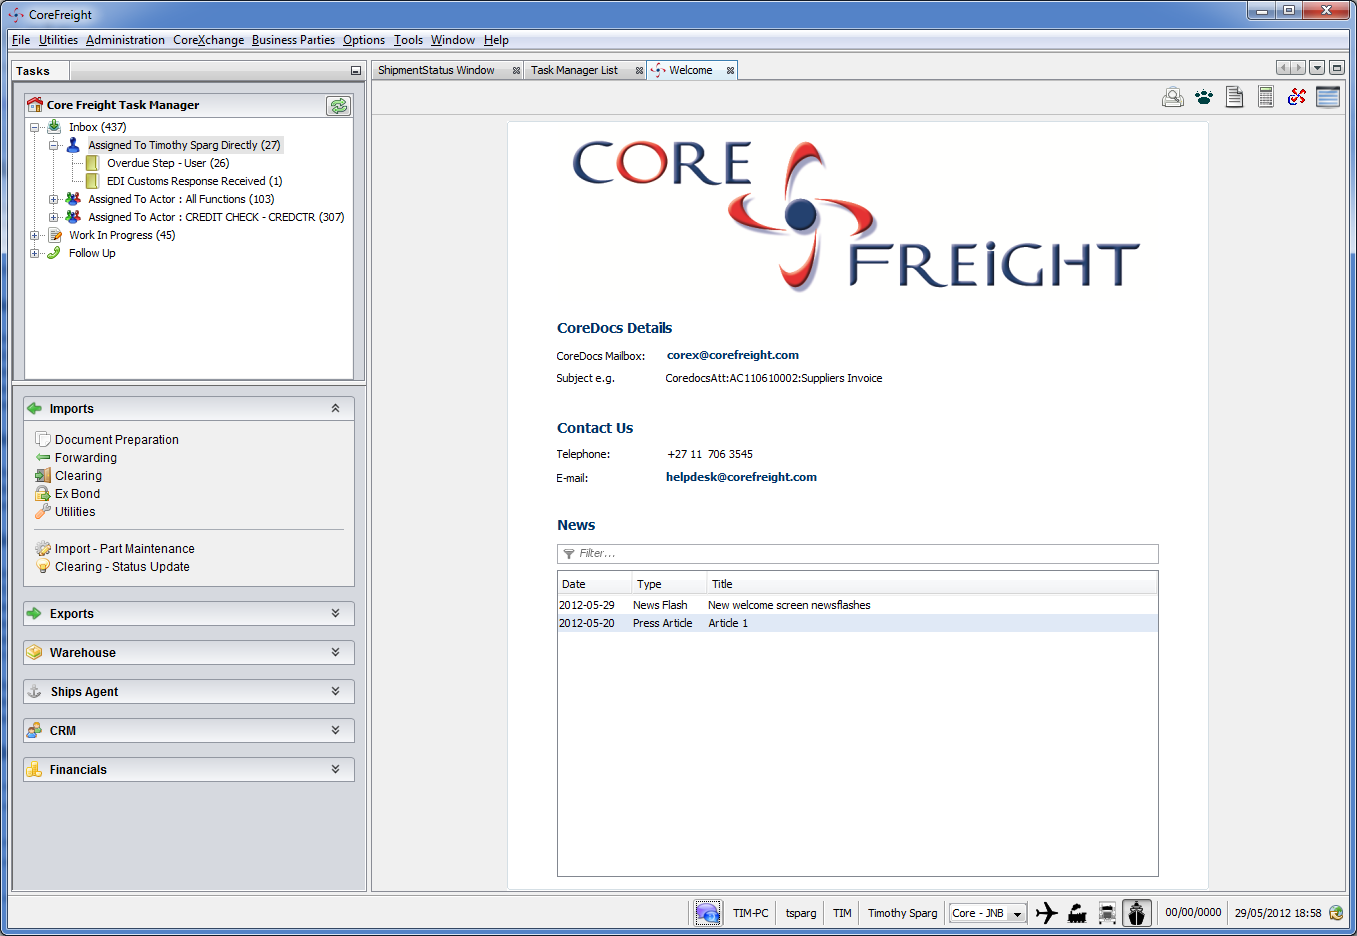 CoreFreight
File Utilities Administration CoreXchange Business Parties Options Tools Window Help
Tasks
ShipmentStatus Window Task Manager List Welcome
Core Freight Task Manager
Inbox (437)
Assigned To Timothy Sparg Directly (27)
Overdue Step - User (26)
EDI Customs Response Received (1)
Assigned To Actor : All Functions (103)
Assigned To Actor : CREDIT CHECK - CREDCTR (307)
Work In Progress (45)
Follow Up
Imports
Document Preparation
Forwarding
Clearing
Ex Bond
Utilities
Import - Part Maintenance
Clearing - Status Update
Exports
Warehouse
Ships Agent
CRM
Financials
CORE
FREiGHT
CoreDocs Details
CoreDocs Mailbox: corex@corefreight.com
Subject e.g. CoredocsAtt:AC110610002:Suppliers Invoice
Contact Us
Telephone: +27 11 706 3545
E-mail: helpdesk@corefreight.com
News
Filter...
Date Type Title
2012-05-29 News Flash New welcome screen newsflashes
2012-05-20 Press Article Article 1
TIM-PC tsparg TIM Timothy Sparg Core - JNB 00/00/0000 29/05/2012 18:58